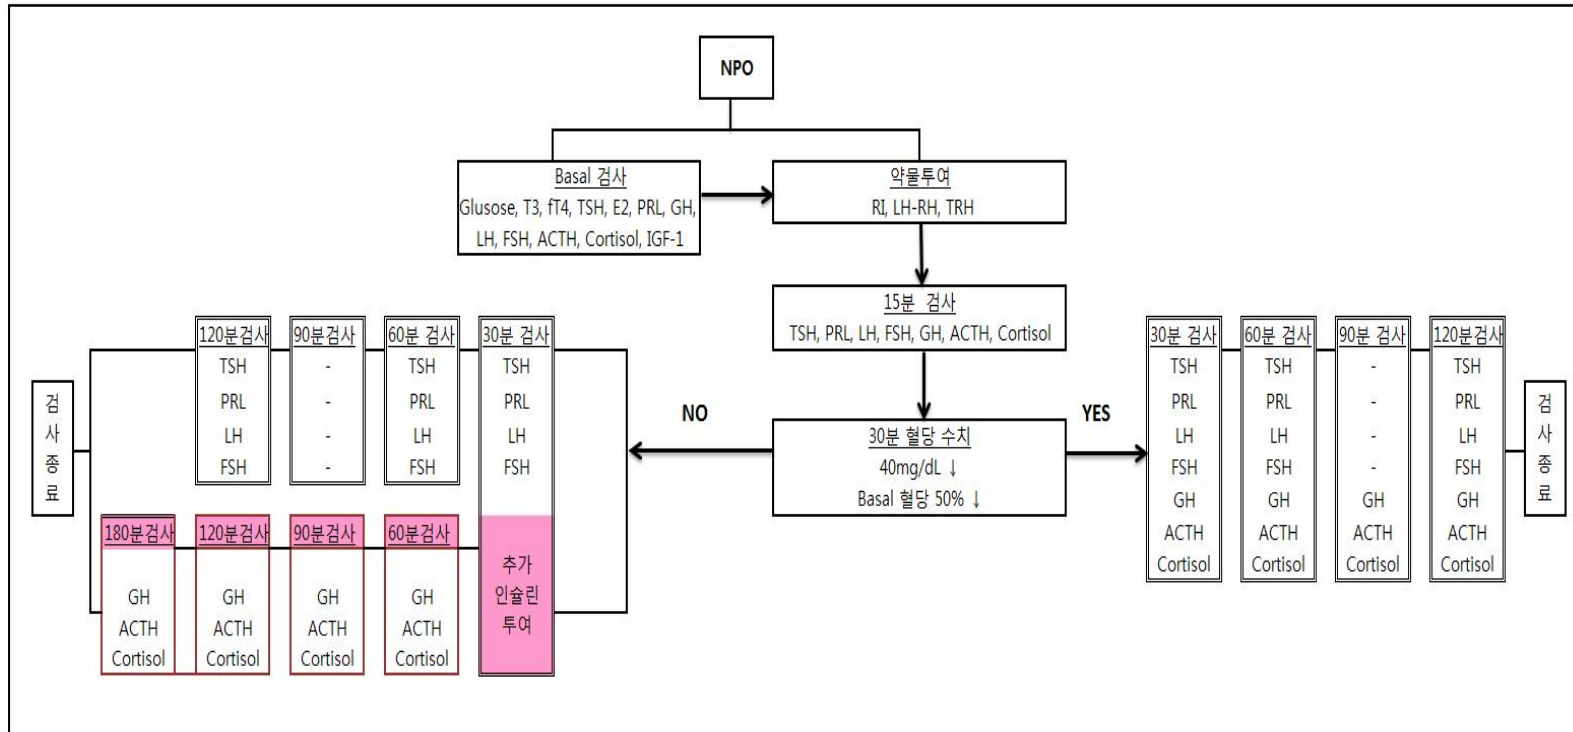 NPO
Basal 검사
Glusose, T3, fT4, TSH, E2, PRL, GH,
LH, FSH, ACTH, Cortisol, IGF-1
약물투여
RI, LH-RH, TRH
15분 검사
TSH, PRL, LH, FSH, GH, ACTH, Cortisol
30분 혈당 수치
40mg/dL ↓
Basal 혈당 50% ↓
NO
YES
검
사
종
료
120분검사
TSH
PRL
LH
FSH
90분검사
-
-
-
-
60분 검사
TSH
PRL
LH
FSH
30분 검사
TSH
PRL
LH
FSH
추가
인슐린
투여
180분검사
GH
ACTH
Cortisol
120분검사
GH
ACTH
Cortisol
90분검사
GH
ACTH
Cortisol
60분검사
GH
ACTH
Cortisol
30분 검사
TSH
PRL
LH
FSH
GH
ACTH
Cortisol
60분 검사
TSH
PRL
LH
FSH
GH
ACTH
Cortisol
90분 검사
-
-
-
-
GH
ACTH
Cortisol
120분검사
TSH
PRL
LH
FSH
GH
ACTH
Cortisol
검
사
종
료